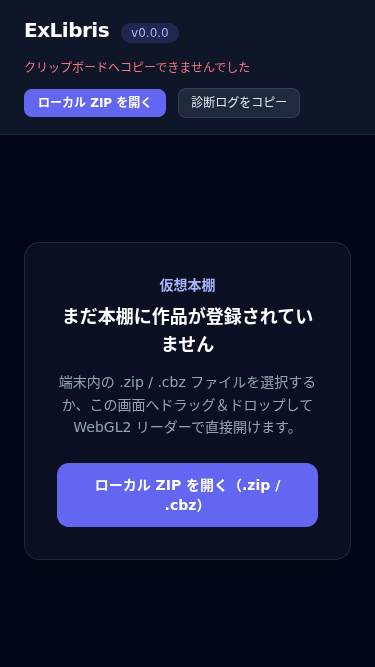 ExLibris v0.0.0
クリップボードへコピーできませんでした
ローカル ZIP を開く 診断ログをコピー
仮想本棚
まだ本棚に作品が登録されてい
ません
端末内の .zip / .cbz ファイルを選択する
か、この画面へドラッグ＆ドロップして
WebGL2 リーダーで直接開けます。
ローカル ZIP を開く（.zip /
.cbz）